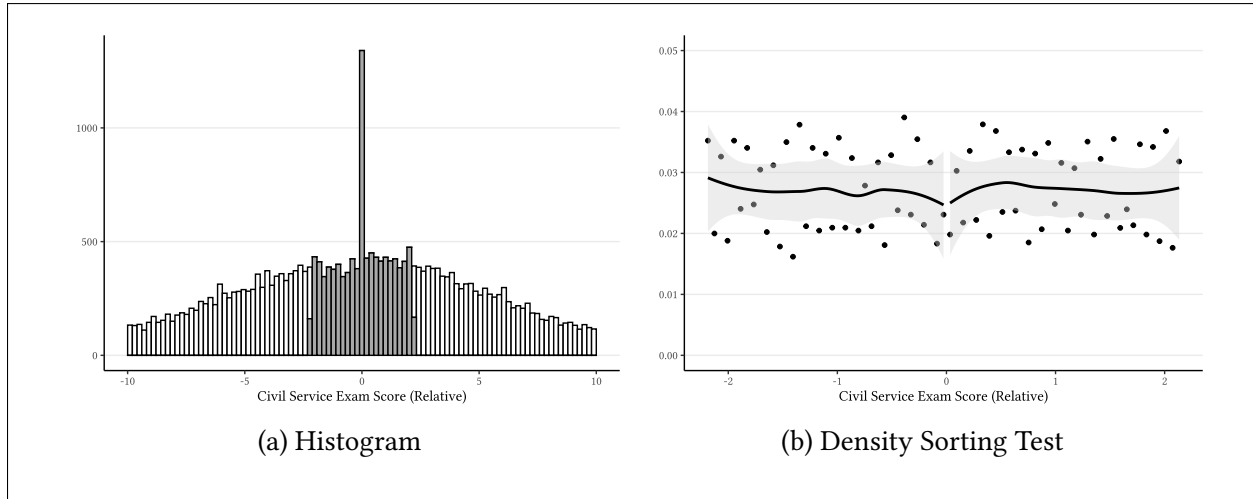 1000
500
0
-10 -5 0 5 10
Civil Service Exam Score (Relative)
(a) Histogram
0.05
0.04
0.03
0.02
0.01
0.00
-2 -1 0 1 2
Civil Service Exam Score (Relative)
(b) Density Sorting Test